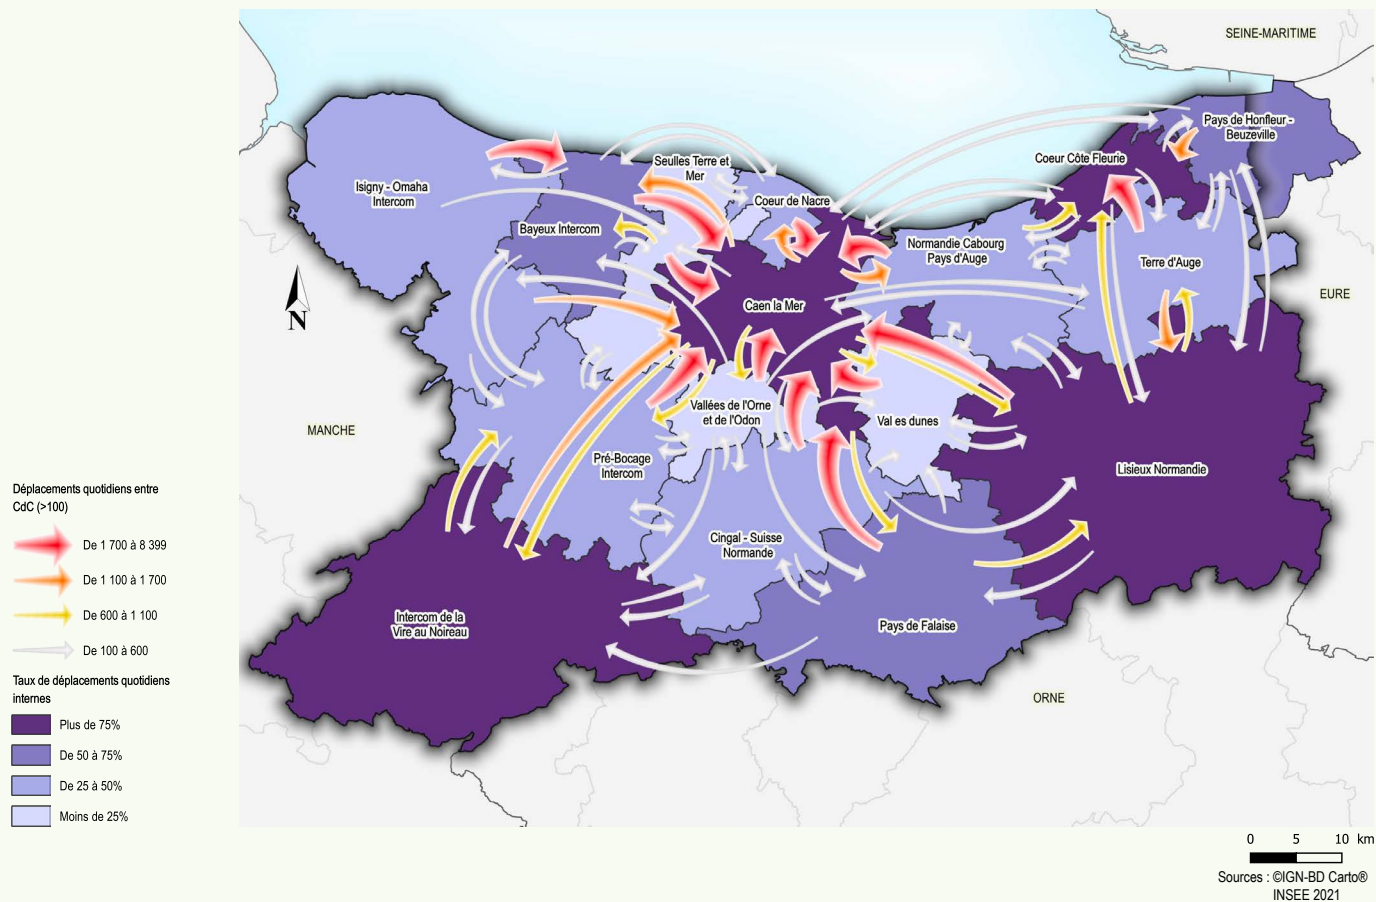 SEINE-MARITIME
Pays de Honfleur -
Beuzeville
Coeur Côte Fleurie
Seulles Terre et
Mer
Isigny - Omaha
Intercom
Coeur de Nacre
Bayeux Intercom
Normandie Cabourg
Pays d'Auge
Terre d'Auge
EURE
Caen la Mer
N
Vallées de l'Orne
et de l'Odon
Val es dunes
MANCHE
Pré-Bocage
Intercom
Lisieux Normandie
Cingal - Suisse
Normande
Intercom de la
Vire au Noireau
Pays de Falaise
ORNE
Déplacements quotidiens entre
CdC (>100)
De 1 700 à 8 399
De 1 100 à 1 700
De 600 à 1 100
De 100 à 600
Taux de déplacements quotidiens
internes
Plus de 75%
De 50 à 75%
De 25 à 50%
Moins de 25%
0 5 10 km
Sources : ©IGN-BD Carto®
INSEE 2021